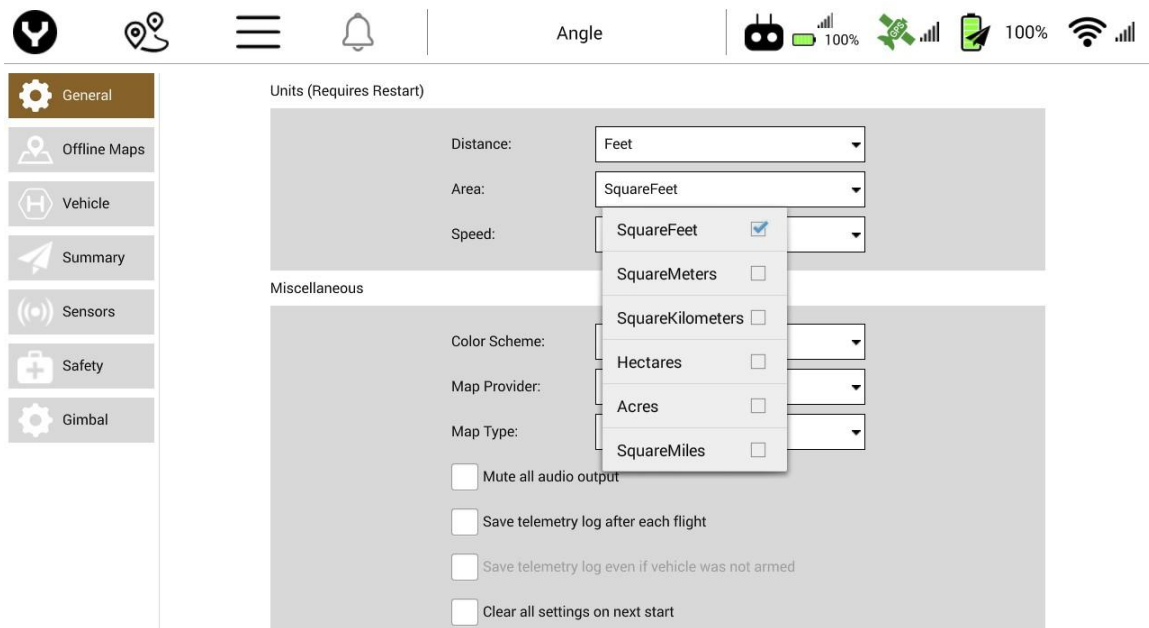 Angle
100%
GPS
100%
General
Offline Maps
Vehicle
Summary
Sensors
Safety
Gimbal
Units (Requires Restart)
Distance:
Feet
Area:
SquareFeet
Speed:
SquareFeet
SquareMeters
SquareKilometers
Hectares
Acres
SquareMiles
Miscellaneous
Color Scheme:
Map Provider:
Map Type:
Mute all audio output
Save telemetry log after each flight
Save telemetry log even if vehicle was not armed
Clear all settings on next start